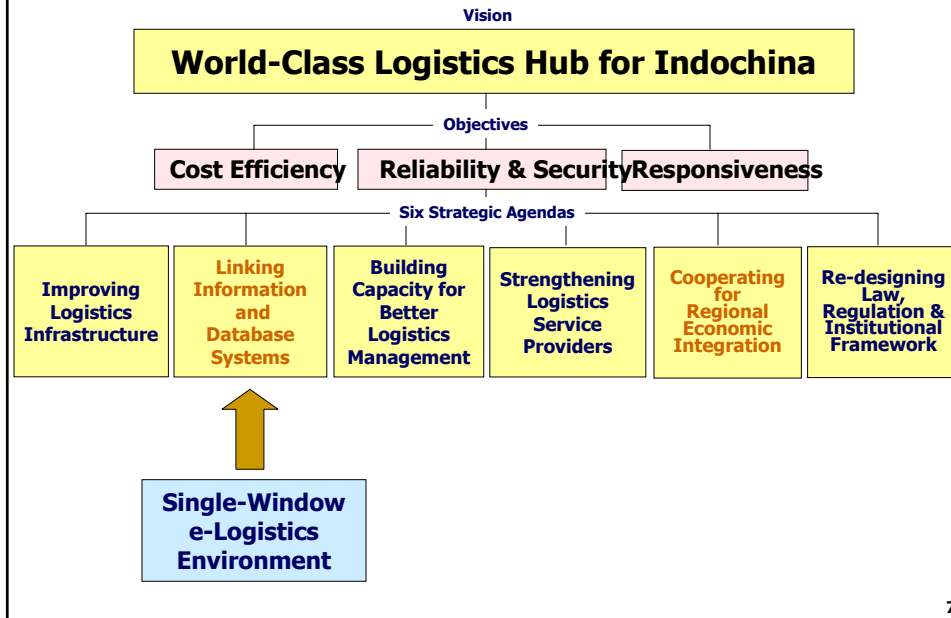 Vision
World-Class Logistics Hub for Indochina
Objectives
Cost Efficiency
Reliability & Security
Responsiveness
Six Strategic Agendas
Improving
Logistics
Infrastructure
Linking
Information
and
Database
Systems
Building
Capacity for
Better
Logistics
Management
Strengthening
Logistics
Service
Providers
Cooperating
for
Regional
Economic
Integration
Re-designing
Law,
Regulation &
Institutional
Framework
Single-Window
e-Logistics
Environment
7